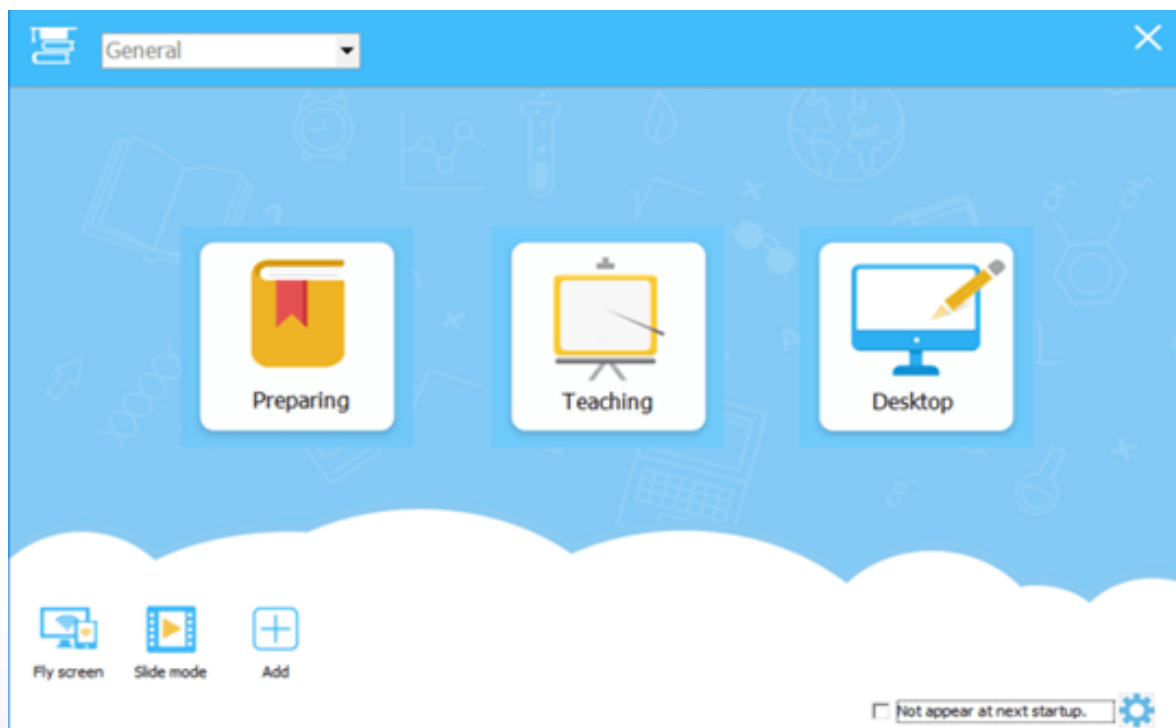 General
Preparing
Teaching
Desktop
Fly screen
Slide mode
Add
Not appear at next startup.